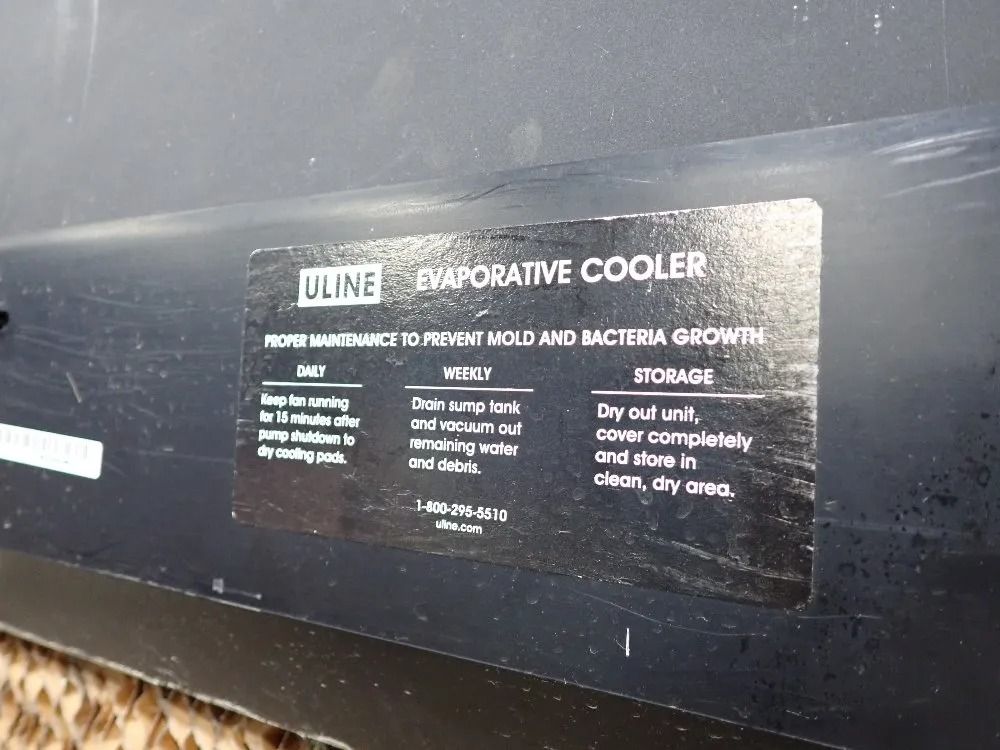 ULINE EVAPORATIVE COOLER
PROPER MAINTENANCE TO PREVENT MOLD AND BACTERIA GROWTH
DAILY
Keep fan running
for 15 minutes after
pump shutdown to
dry cooling pads.
WEEKLY
Drain sump tank
and vacuum out
remaining water
and debris.
STORAGE
Dry out unit,
cover completely
and store in
clean, dry area.
1-800-295-5510
uline.com